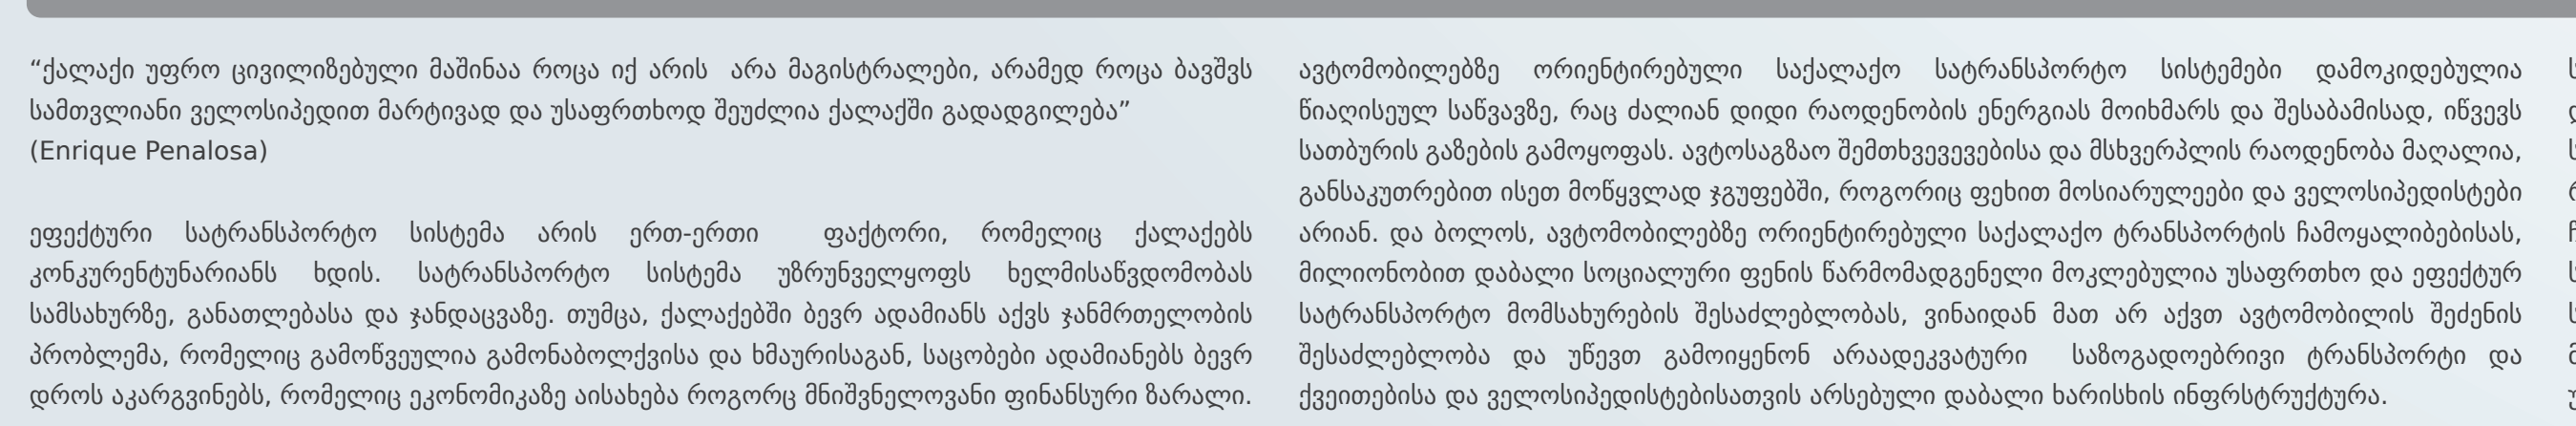 “ქალაქი უფრო ცივილიზებული მაშინაა როცა იქ არის არა მაგისტრალები, არამედ როცა ბავშვს
სამთვლიანი ველოსიპედით მარტივად და უსაფრთხოდ შეუძლია ქალაქში გადადგილება”
(Enrique Penalosa)
ეფექტური სატრანსპორტო სისტემა არის ერთ-ერთი ფაქტორი, რომელიც ქალაქებს
კონკურენტუნარიანს ხდის. სატრანსპორტო სისტემა უზრუნველყოფს ხელმისაწვდომობას
სამსახურზე, განათლებასა და ჯანდაცვაზე. თუმცა, ქალაქებში ბევრ ადამიანს აქვს ჯანმრთელობის
პრობლემა, რომელიც გამოწვეულია გამონაბოლქვისა და ხმაურისაგან, საცობები ადამიანებს ბევრ
დროს აკარგვინებს, რომელიც ეკონომიკაზე აისახება როგორც მნიშვნელოვანი ფინანსური ზარალი.
ავტომობილებზე ორიენტირებული საქალაქო სატრანსპორტო სისტემები დამოკიდებულია
წიაღისეულ საწვავზე, რაც ძალიან დიდი რაოდენობის ენერგიას მოიხმარს და შესაბამისად, იწვევს
სათბურის გაზების გამოყოფას. ავტოსაგზაო შემთხვევევებისა და მსხვერპლის რაოდენობა მაღალია,
განსაკუთრებით ისეთ მოწყვლად ჯგუფებში, როგორიც ფეხით მოსიარულეები და ველოსიპედისტები
არიან. და ბოლოს, ავტომობილებზე ორიენტირებული საქალაქო ტრანსპორტის ჩამოყალიბებისას,
მილიონობით დაბალი სოციალური ფენის წარმომადგენელი მოკლებულია უსაფრთხო და ეფექტურ
სატრანსპორტო მომსახურების შესაძლებლობას, ვინაიდან მათ არ აქვთ ავტომობილის შეძენის
შესაძლებლობა და უწევთ გამოიყენონ არაადეკვატური საზოგადოებრივი ტრანსპორტი და
ქვეითებისა და ველოსიპედისტებისათვის არსებული დაბალი ხარისხის ინფრსტრუქტურა.